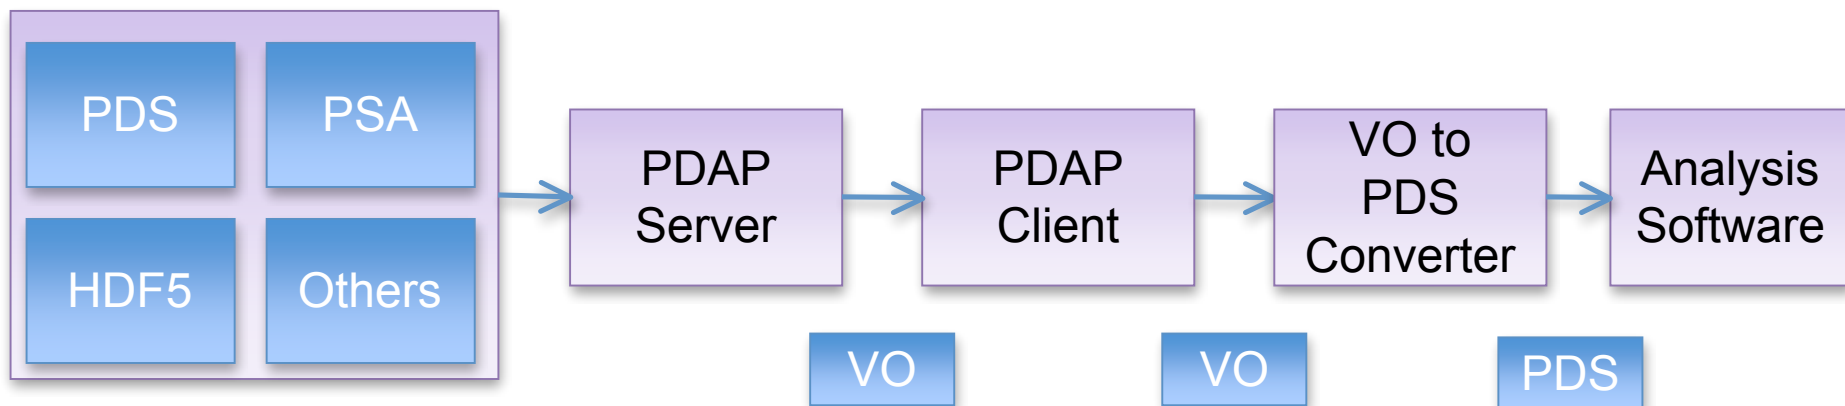 PDS
PSA
HDF5
Others
PDAP
Server
PDAP
Client
VO to
PDS
Converter
Analysis
Software
VO
VO
PDS